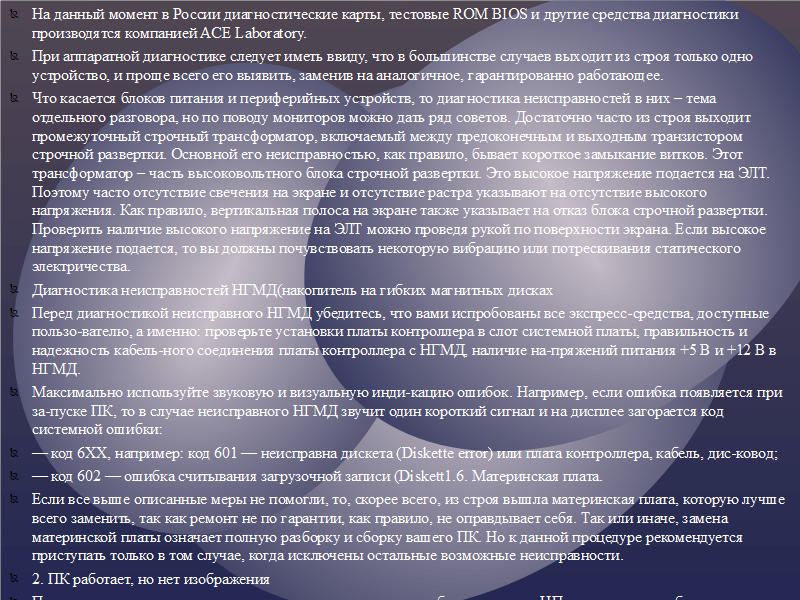 На данный момент в России диагностические карты, тестовые ROM BIOS и другие средства диагностики
производятся компанией ACE Laboratory.
При аппаратной диагностике следует иметь ввиду, что в большинстве случаев выходит из строя только одно
устройство, и проще всего его выявить, заменив на аналогичное, гарантированно работающее.
Что касается блоков питания и периферийных устройств, то диагностика неисправностей в них – тема
отдельного разговора, но по поводу мониторов можно дать ряд советов. Достаточно часто из строя выходит
промежуточный строчный трансформатор, включаемый между предоконечным и выходным транзистором
строчной развертки. Основной его неисправностью, как правило, бывает короткое замыкание витков. Этот
трансформатор – часть высоковольтного блока строчной развертки. Это высокое напряжение подается на ЭЛТ.
Поэтому часто отсутствие свечения на экране и отсутствие растра указывают на отсутствие высокого
напряжения. Как правило, вертикальная полоса на экране также указывает на отказ блока строчной развертки.
Проверить наличие высокого напряжение на ЭЛТ можно проведя рукой по поверхности экрана. Если высокое
напряжение подается, то вы должны почувствовать некоторую вибрацию или потрескивания статического
электричества.
Диагностика неисправностей НГМД(накопитель на гибких магнитных дисках
Перед диагностикой неисправного НГМД убедитесь, что вами испробованы все экспресс-средства, доступные
пользо-вателю, а именно: проверьте установки платы контроллера в слот системной платы, правильность и
надежность кабель-ного соединения платы контроллера с НГМД, наличие на-пряжений питания +5 В и +12 В в
НГМД.
Максимально используйте звуковую и визуальную инди-кацию ошибок. Например, если ошибка появляется при
за-пуске ПК, то в случае неисправного НГМД звучит один короткий сигнал и на дисплее загорается код
системной ошибки:
— код 6XX, например: код 601 — неисправна дискета (Diskette error) или плата контроллера, кабель, дис-ковод;
— код 602 — ошибка считывания загрузочной записи (Diskett1.6. Материнская плата.
Если все выше описанные меры не помогли, то, скорее всего, из строя вышла материнская плата, которую лучше
всего заменить, так как ремонт не по гарантии, как правило, не оправдывает себя. Так или иначе, замена
материнской платы означает полную разборку и сборку вашего ПК. Но к данной процедуре рекомендуется
приступать только в том случае, когда исключены остальные возможные неисправности.
2. ПК работает, но нет изображения